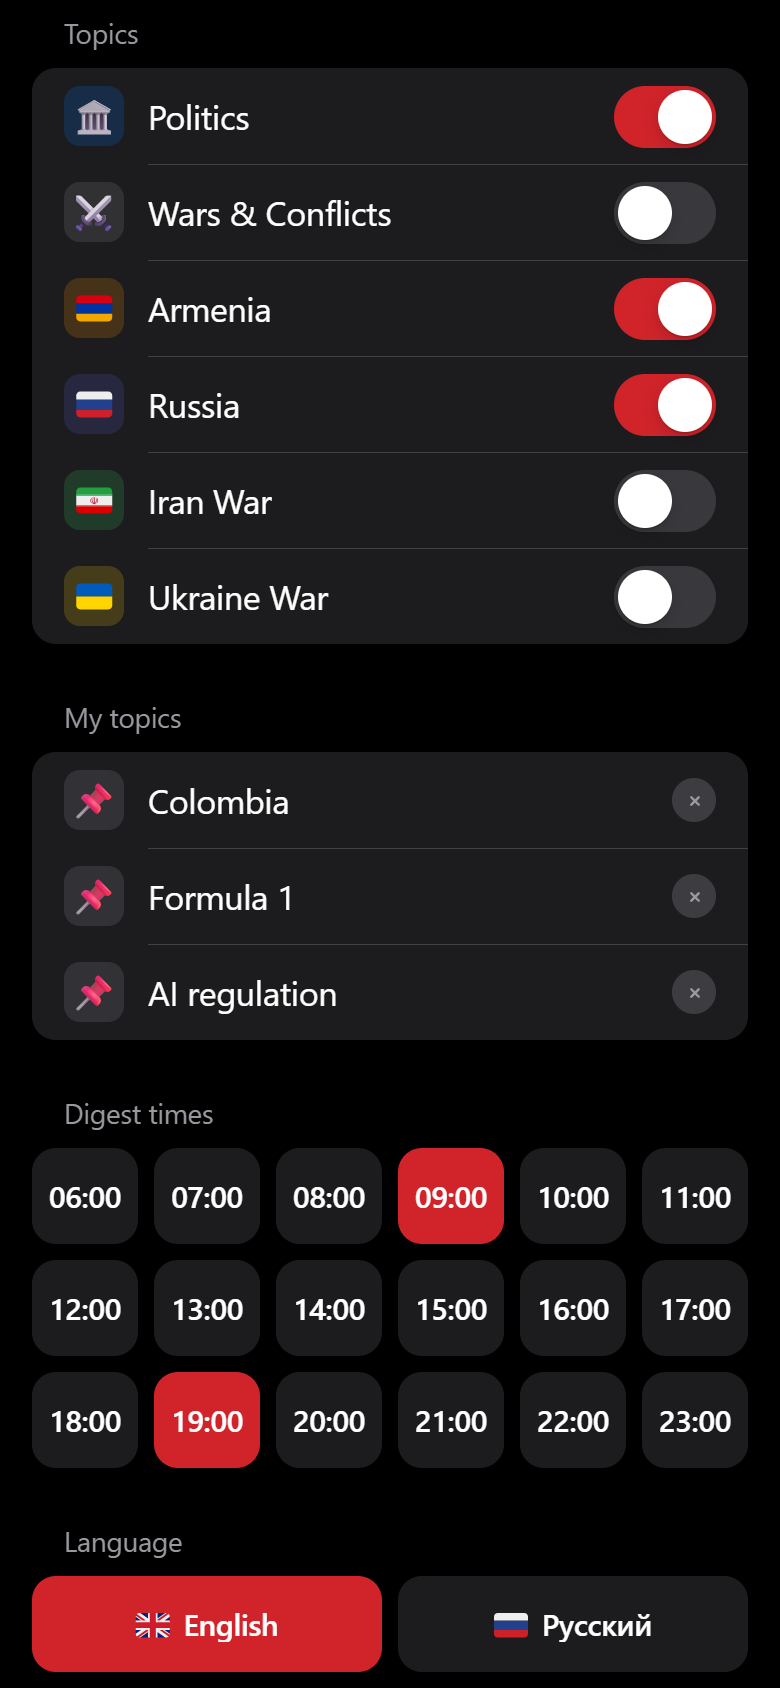 Topics
Politics
Wars & Conflicts
Armenia
Russia
Iran War
Ukraine War
My topics
Colombia
Formula 1
AI regulation
Digest times
06:00 07:00 08:00 09:00 10:00 11:00
12:00 13:00 14:00 15:00 16:00 17:00
18:00 19:00 20:00 21:00 22:00 23:00
Language
English Русский